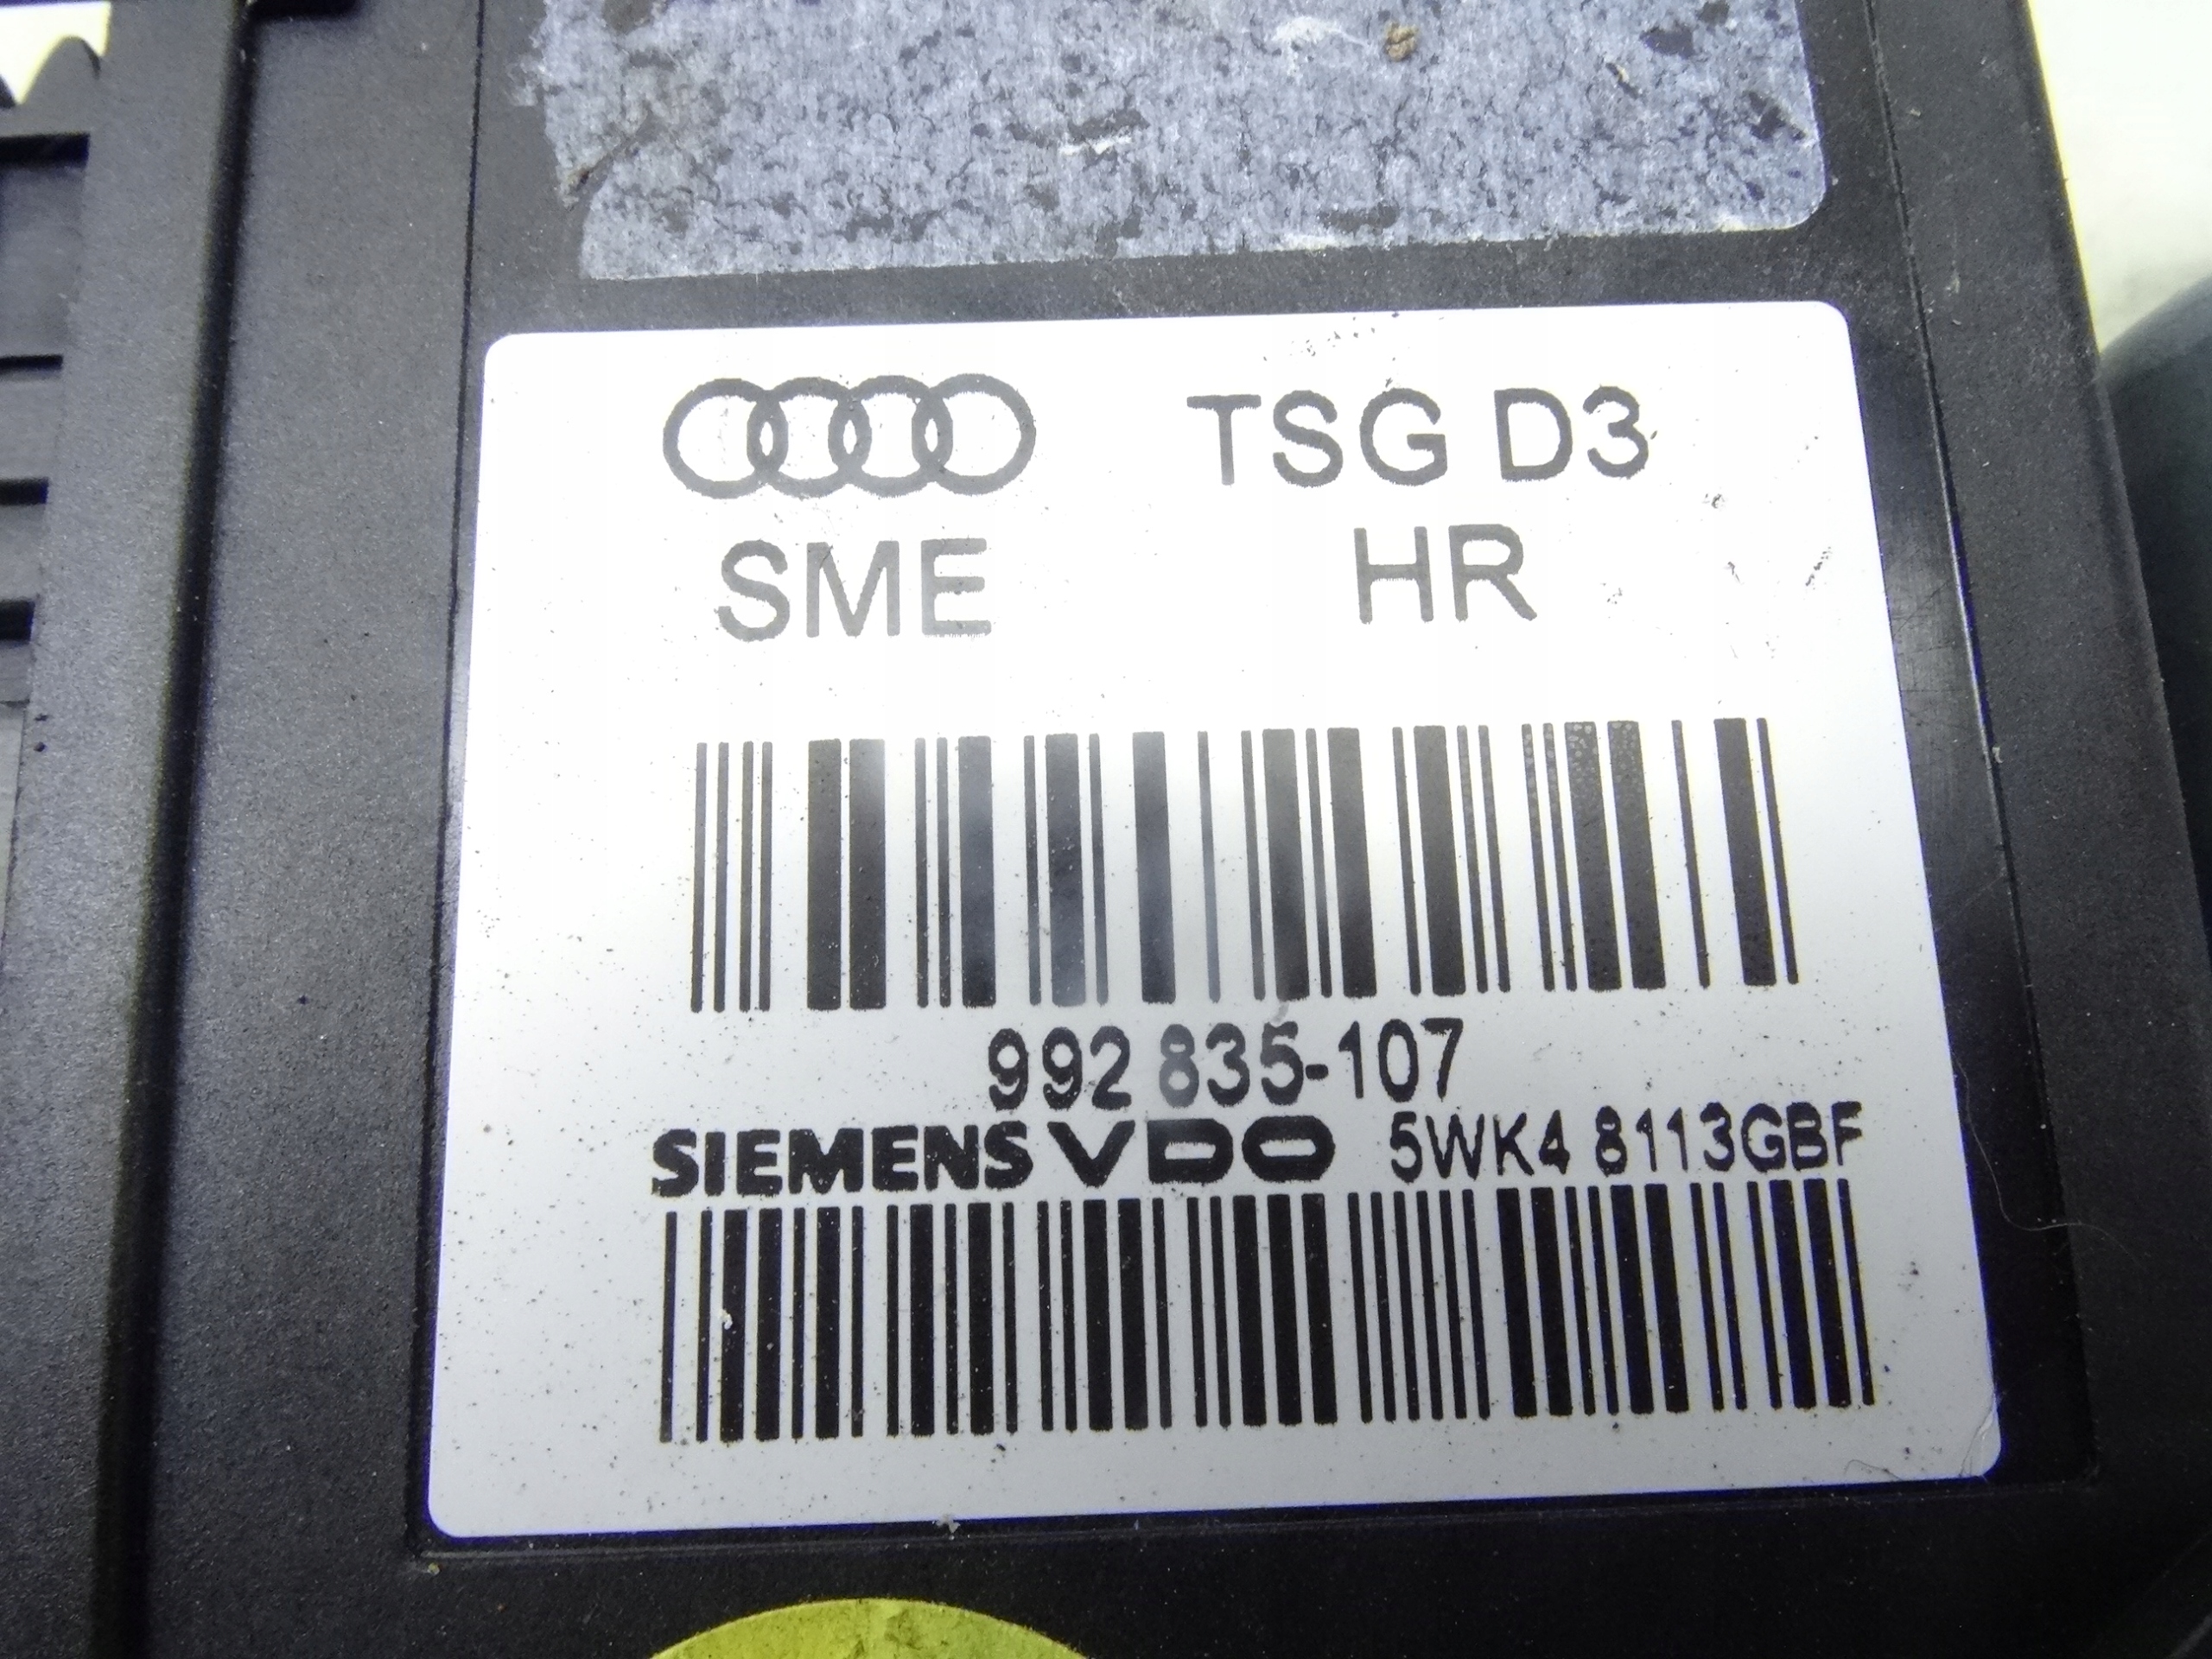 TSG D3
SME HR
992 835-107
SIEMENS VDO 5WK4 8113GBF